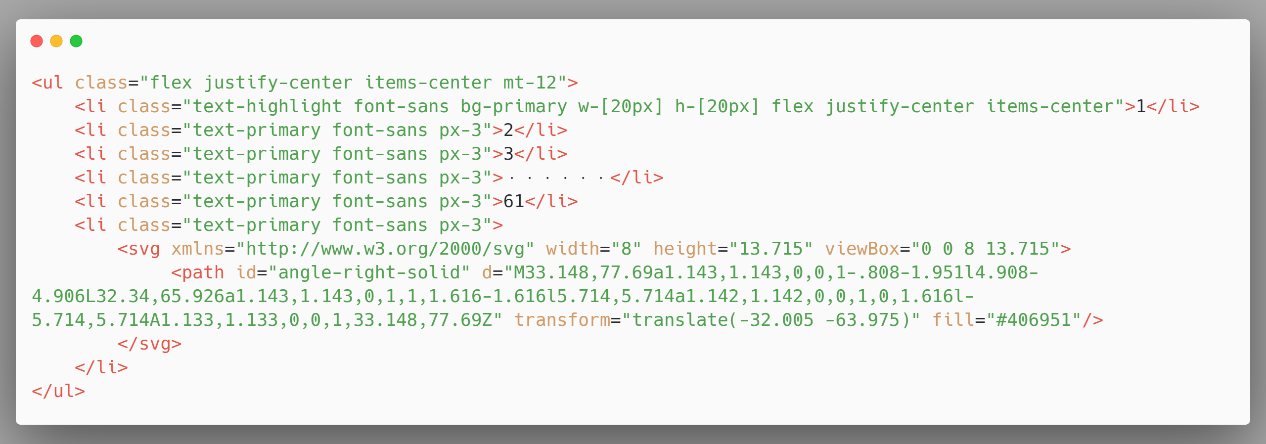 <ul class="flex justify-center items-center mt-12">
    <li class="text-highlight font-sans bg-primary w-[20px] h-[20px] flex justify-center items-center">1</li>
    <li class="text-primary font-sans px-3">2</li>
    <li class="text-primary font-sans px-3">3</li>
    <li class="text-primary font-sans px-3">· · · · · ·</li>
    <li class="text-primary font-sans px-3">61</li>
    <li class="text-primary font-sans px-3">
        <svg xmlns="http://www.w3.org/2000/svg" width="8" height="13.715" viewBox="0 0 8 13.715">
             <path id="angle-right-solid" d="M33.148,77.69a1.143,1.143,0,0,1-.808-1.951l4.908-
4.906L32.34,65.926a1.143,1.143,0,1,1,1.616-1.616l5.714,5.714a1.142,1.142,0,0,1,0,1.616l-
5.714,5.714A1.133,1.133,0,0,1,33.148,77.69Z" transform="translate(-32.005 -63.975)" fill="#406951"/>
        </svg>
    </li>
</ul>